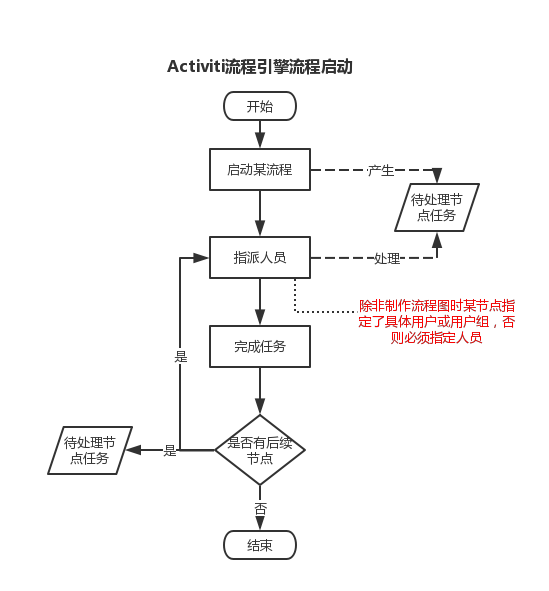 Activiti流程引擎流程启动
开始
启动某流程
产生
待处理节
点任务
指派人员
处理
除非制作流程图时某节点指
定了具体用户或用户组，否
则必须指定人员
完成任务
是
是否有后续
节点
是
待处理节
点任务
否
结束